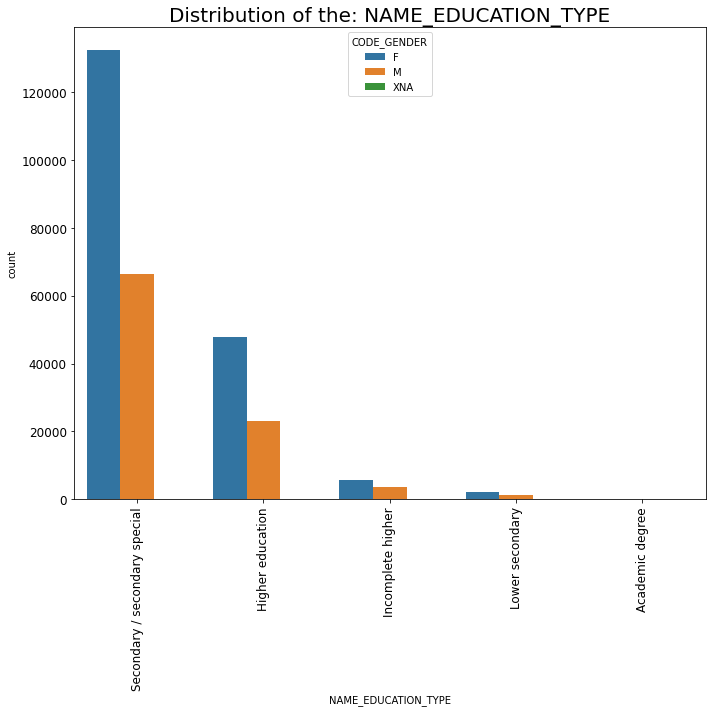 Distribution of the: NAME_EDUCATION_TYPE
CODE_GENDER
F
M
XNA
120000
100000
80000
60000
40000
20000
0
count
Secondary / secondary special
Higher education
Incomplete higher
Lower secondary
Academic degree
NAME_EDUCATION_TYPE